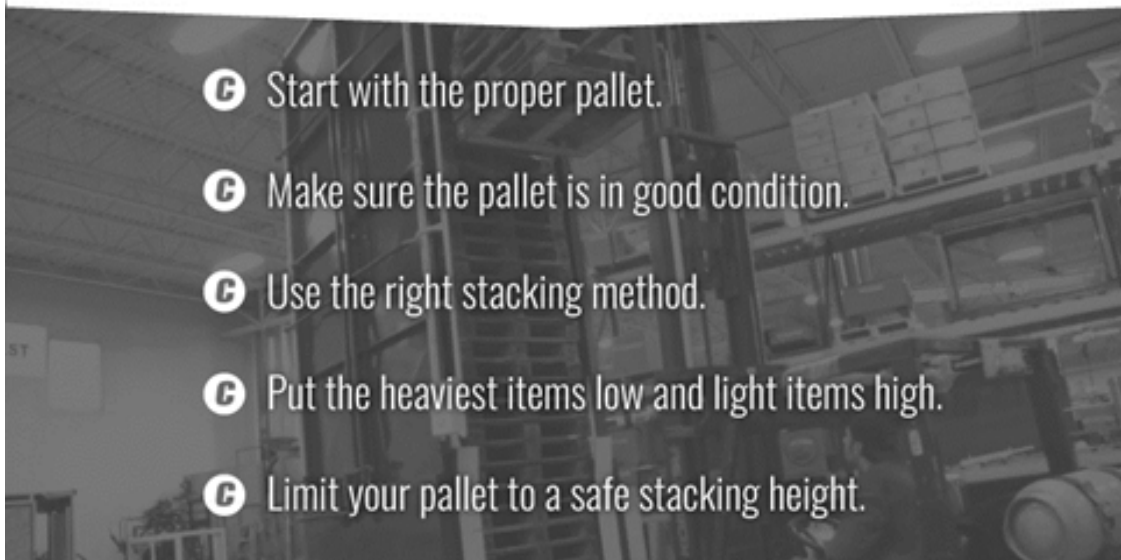 Start with the proper pallet.
Make sure the pallet is in good condition.
Use the right stacking method.
Put the heaviest items low and light items high.
Limit your pallet to a safe stacking height.